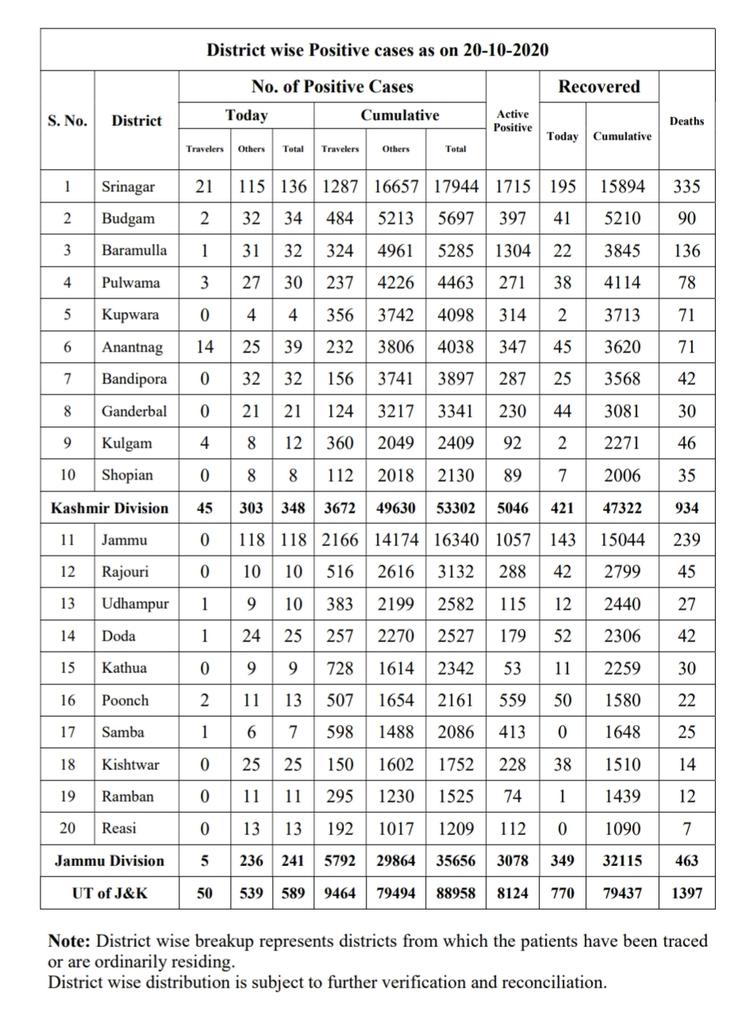 District wise Positive cases as on 20-10-2020
S. No. District No. of Positive Cases Active Positive Recovered Deaths
Today Cumulative Today Cumulative
Travelers Others Total Travelers Others Total
1 Srinagar 21 115 136 1287 16657 17944 1715 195 15894 335
2 Budgam 2 32 34 484 5213 5697 397 41 5210 90
3 Baramulla 1 31 32 324 4961 5285 1304 22 3845 136
4 Pulwama 3 27 30 237 4226 4463 271 38 4114 78
5 Kupwara 0 4 4 356 3742 4098 314 2 3713 71
6 Anantnag 14 25 39 232 3806 4038 347 45 3620 71
7 Bandipora 0 32 32 156 3741 3897 287 25 3568 42
8 Ganderbal 0 21 21 124 3217 3341 230 44 3081 30
9 Kulgam 4 8 12 360 2049 2409 92 2 2271 46
10 Shopian 0 8 8 112 2018 2130 89 7 2006 35
Kashmir Division 45 303 348 3672 49630 53302 5046 421 47322 934
11 Jammu 0 118 118 2166 14174 16340 1057 143 15044 239
12 Rajouri 0 10 10 516 2616 3132 288 42 2799 45
13 Udhampur 1 9 10 383 2199 2582 115 12 2440 27
14 Doda 1 24 25 257 2270 2527 179 52 2306 42
15 Kathua 0 9 9 728 1614 2342 53 11 2259 30
16 Poonch 2 11 13 507 1654 2161 559 50 1580 22
17 Samba 1 6 7 598 1488 2086 413 0 1648 25
18 Kishtwar 0 25 25 150 1602 1752 228 38 1510 14
19 Ramban 0 11 11 295 1230 1525 74 1 1439 12
20 Reasi 0 13 13 192 1017 1209 112 0 1090 7
Jammu Division 5 236 241 5792 29864 35656 3078 349 32115 463
UT of J&K 50 539 589 9464 79494 88958 8124 770 79437 1397
Note: District wise breakup represents districts from which the patients have been traced
or are ordinarily residing.
District wise distribution is subject to further verification and reconciliation.